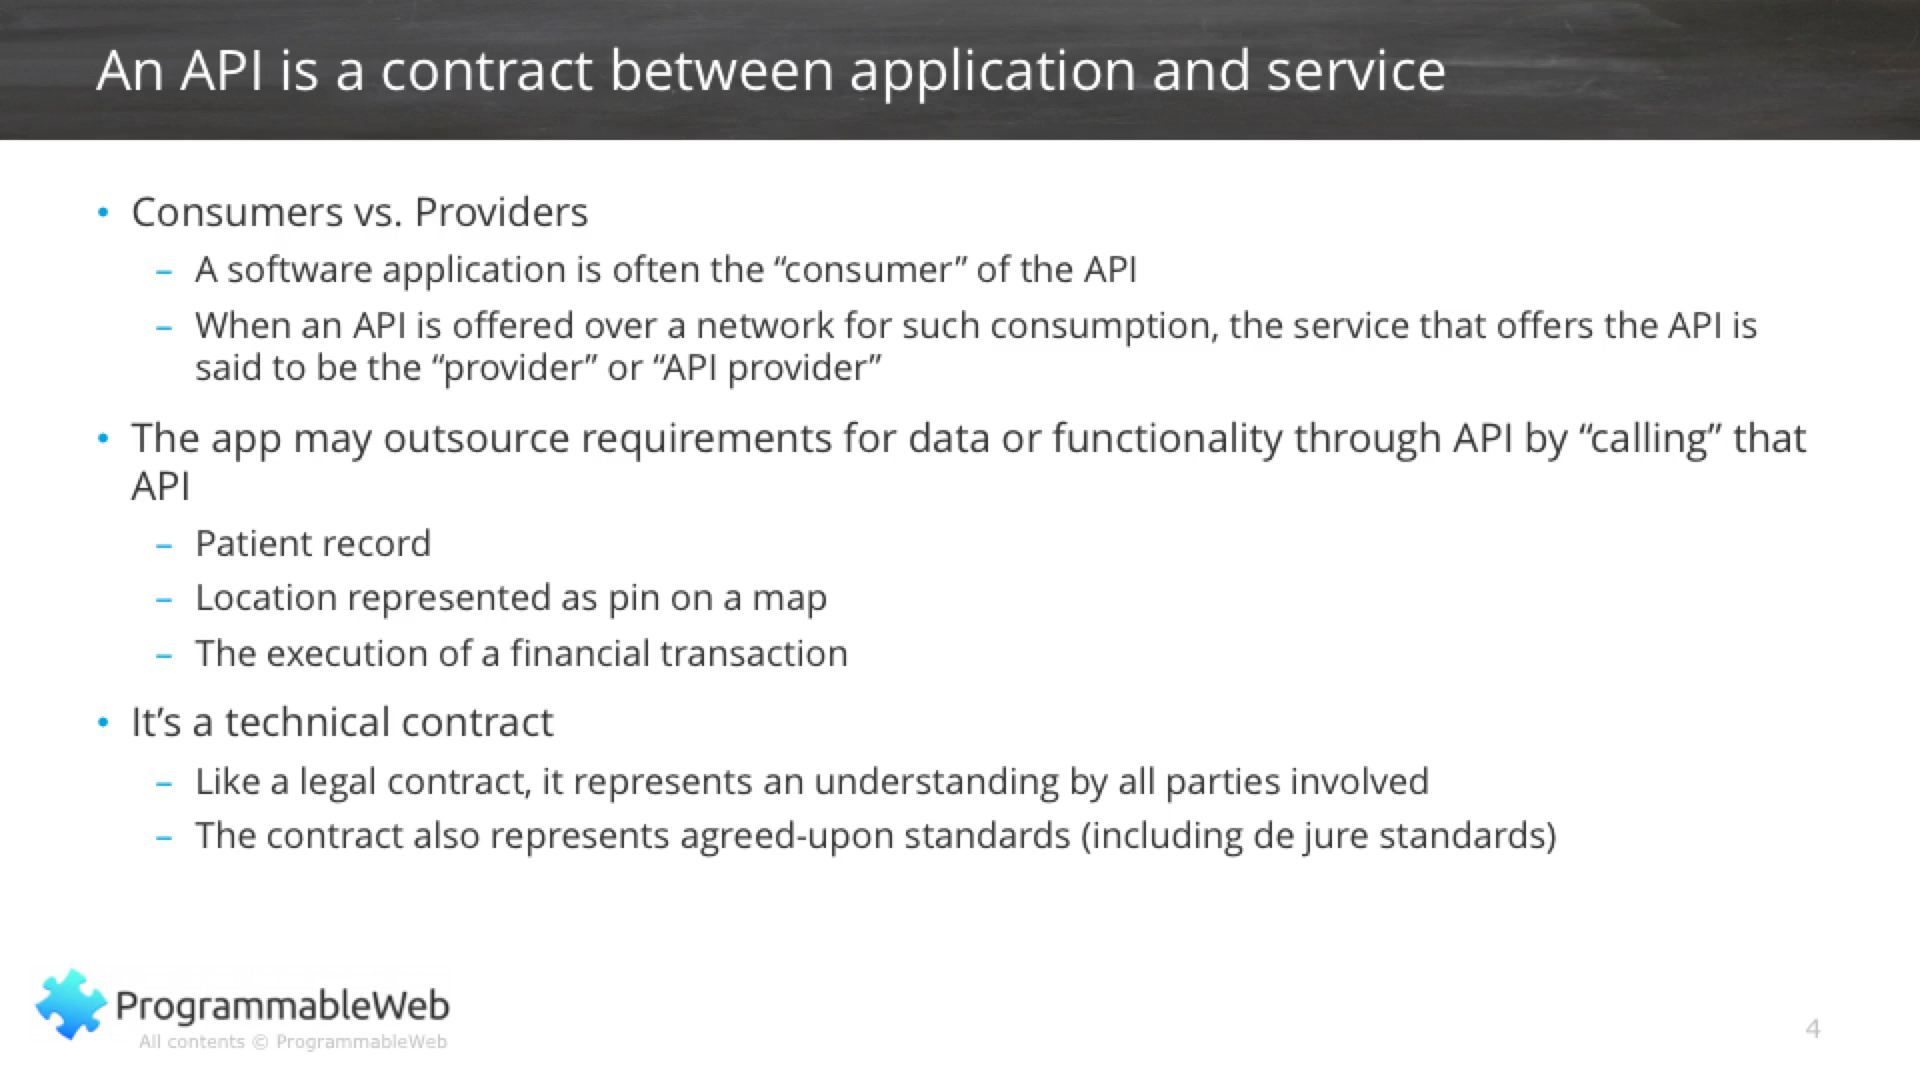 An API is a contract between application and service
• Consumers vs. Providers
– A software application is often the “consumer” of the API
– When an API is offered over a network for such consumption, the service that offers the API is
said to be the “provider” or “API provider”
• The app may outsource requirements for data or functionality through API by “calling” that
API
– Patient record
– Location represented as pin on a map
– The execution of a financial transaction
• It’s a technical contract
– Like a legal contract, it represents an understanding by all parties involved
– The contract also represents agreed-upon standards (including de jure standards)
ProgrammableWeb
All contents © ProgrammableWeb
4